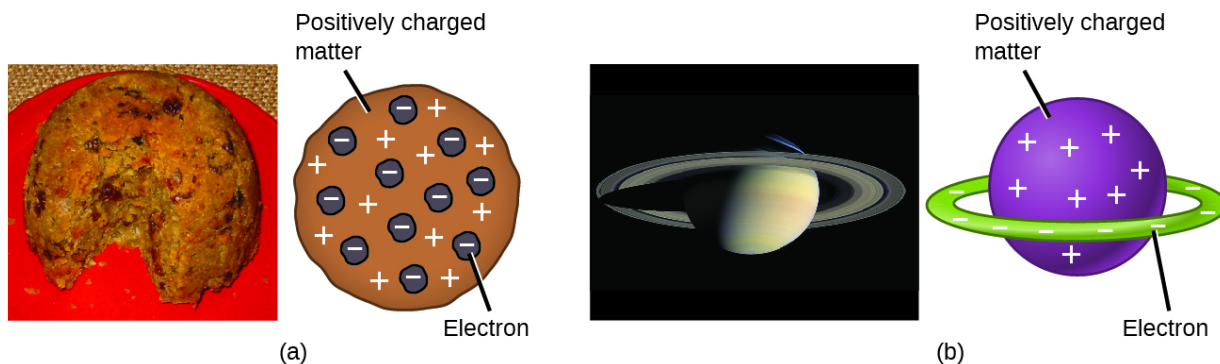 Positively charged
matter
Electron
(a)
Positively charged
matter
Electron
(b)